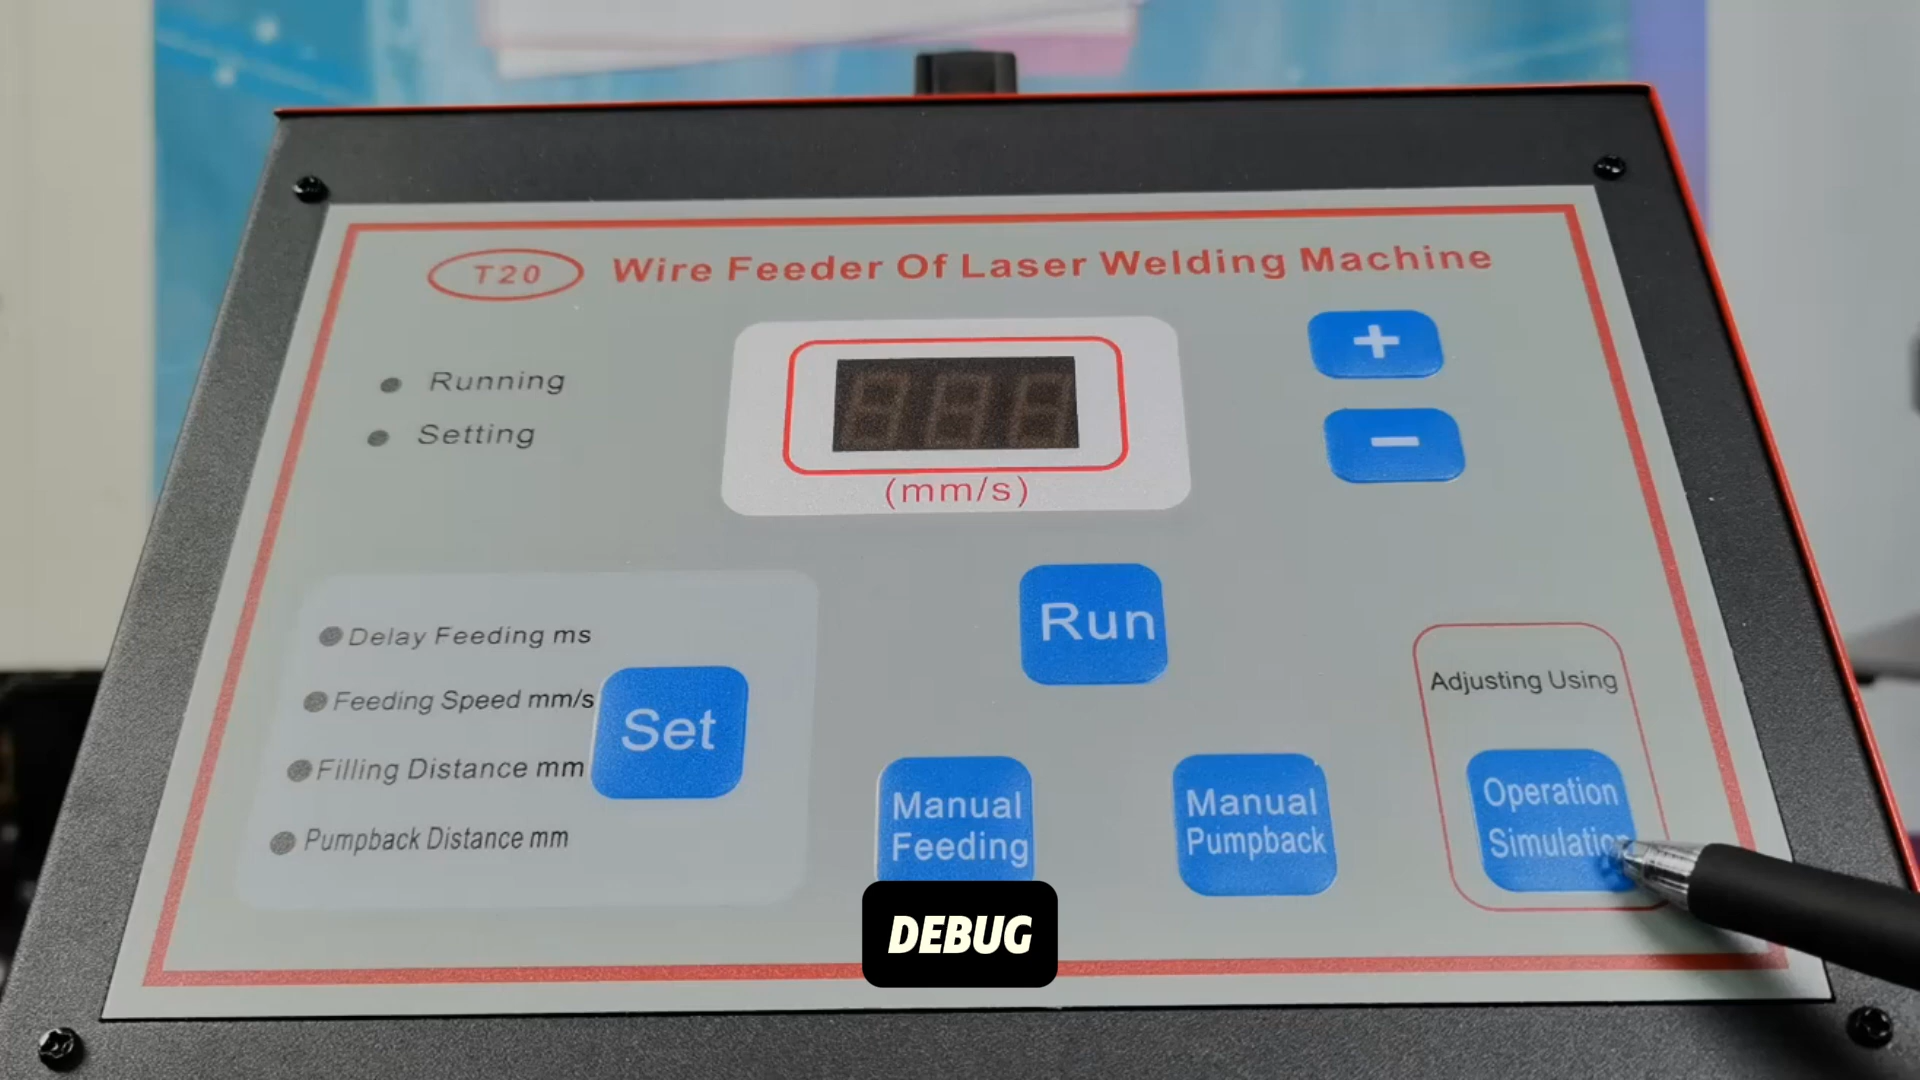 T20
Wire Feeder Of Laser Welding Machine
Running
Setting
(mm/s)
+
−
Delay Feeding ms
Feeding Speed mm/s
Filling Distance mm
Pumpback Distance mm
Set
Run
Manual
Feeding
Manual
Pumpback
Adjusting Using
Operation
Simulation
DEBUG